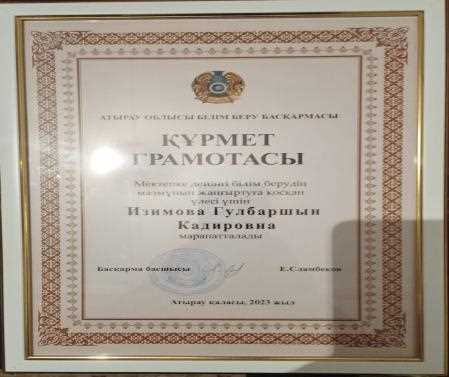 АТЫРАУ ОБЛЫСЫ БІЛІМ БЕРУ БАСҚАРМАСЫ
ҚҰРМЕТ
ГРАМОТАСЫ
Мектепке дейінгі білім берудің
мазмұнын жаңғыртуға қосқан
үлесі үшін
Изимова Гулбаршын
Кадировна
марапатталады
Басқарма басшысы Е.Сламбеков
Атырау қаласы, 2023 жыл